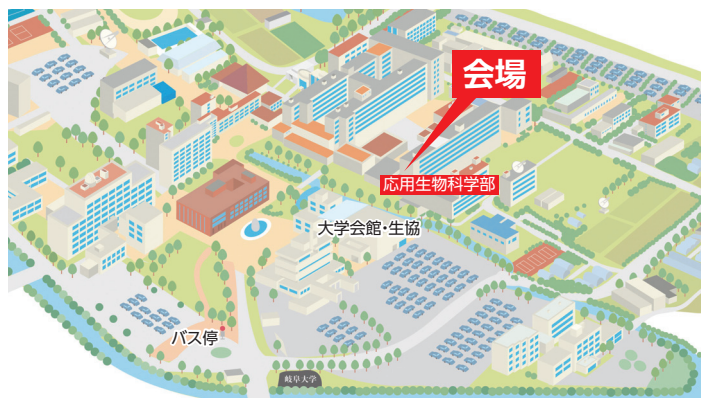 会場
応用生物科学部
大学会館・生協
バス停
岐阜大学